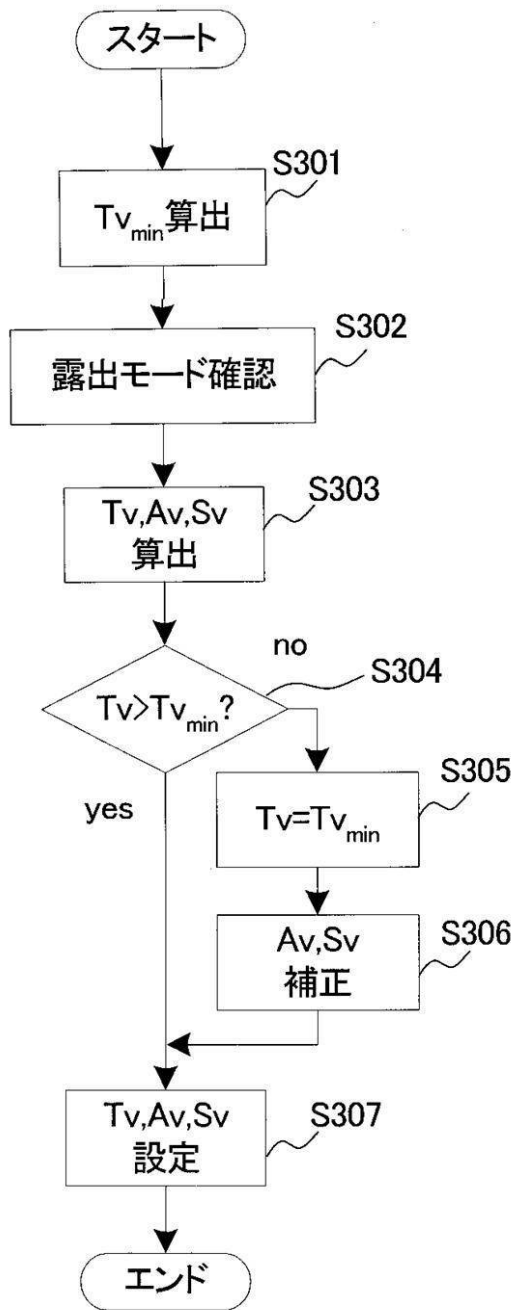 スタート
S301
Tvmin算出
S302
露出モード確認
S303
Tv,Av,Sv
算出
no
S304
Tv>Tvmin?
S305
yes
Tv=Tvmin
S306
Av,Sv
補正
Tv,Av,Sv
S307
設定
エンド